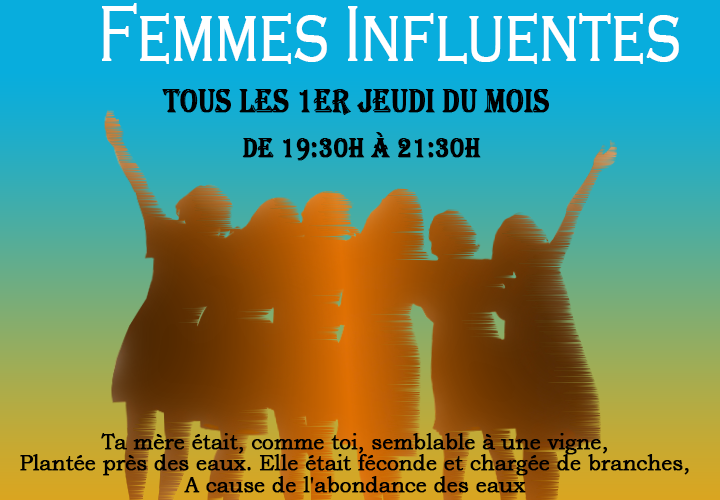 Femmes Influentes
Tous les 1er jeudi du mois
de 19:30h à 21:30h
Ta mère était, comme toi, semblable à une vigne,
Plantée près des eaux. Elle était féconde et chargée de branches,
A cause de l'abondance des eaux